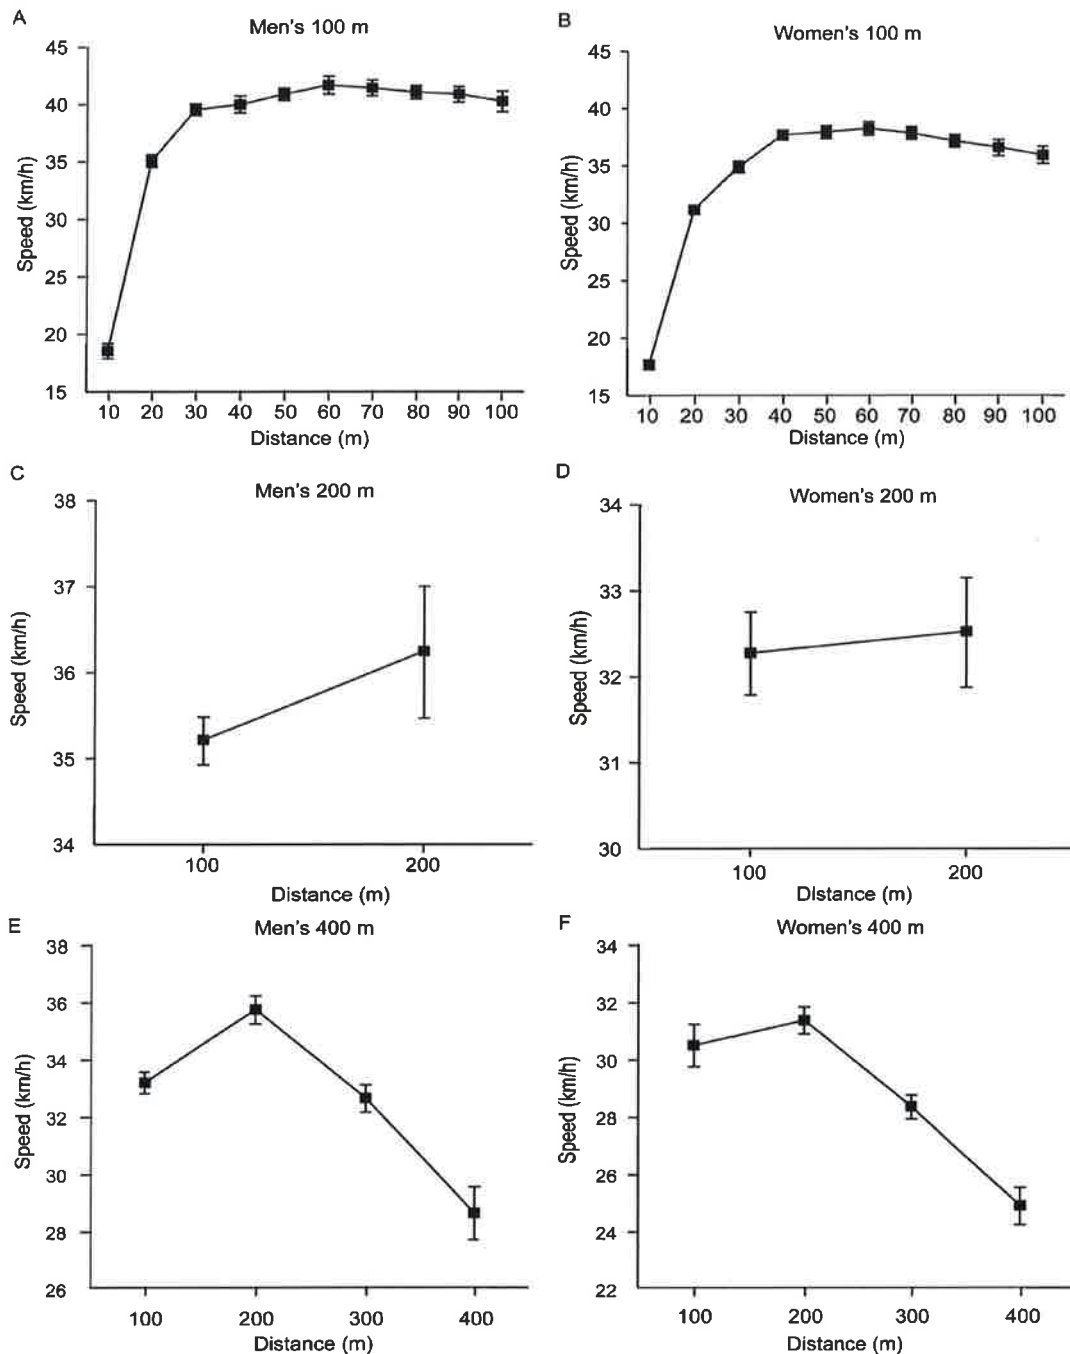 A
Men's 100 m
45
40
35
30
25
20
15
Speed (km/h)
10 20 30 40 50 60 70 80 90 100
Distance (m)
B
Women's 100 m
45
40
35
30
25
20
15
Speed (km/h)
10 20 30 40 50 60 70 80 90 100
Distance (m)
C
Men's 200 m
38
37
36
35
34
Speed (km/h)
100 200
Distance (m)
D
Women's 200 m
34
33
32
31
30
Speed (km/h)
100 200
Distance (m)
E
Men's 400 m
38
36
34
32
30
28
26
Speed (km/h)
100 200 300 400
Distance (m)
F
Women's 400 m
34
32
30
28
26
24
22
Speed (km/h)
100 200 300 400
Distance (m)